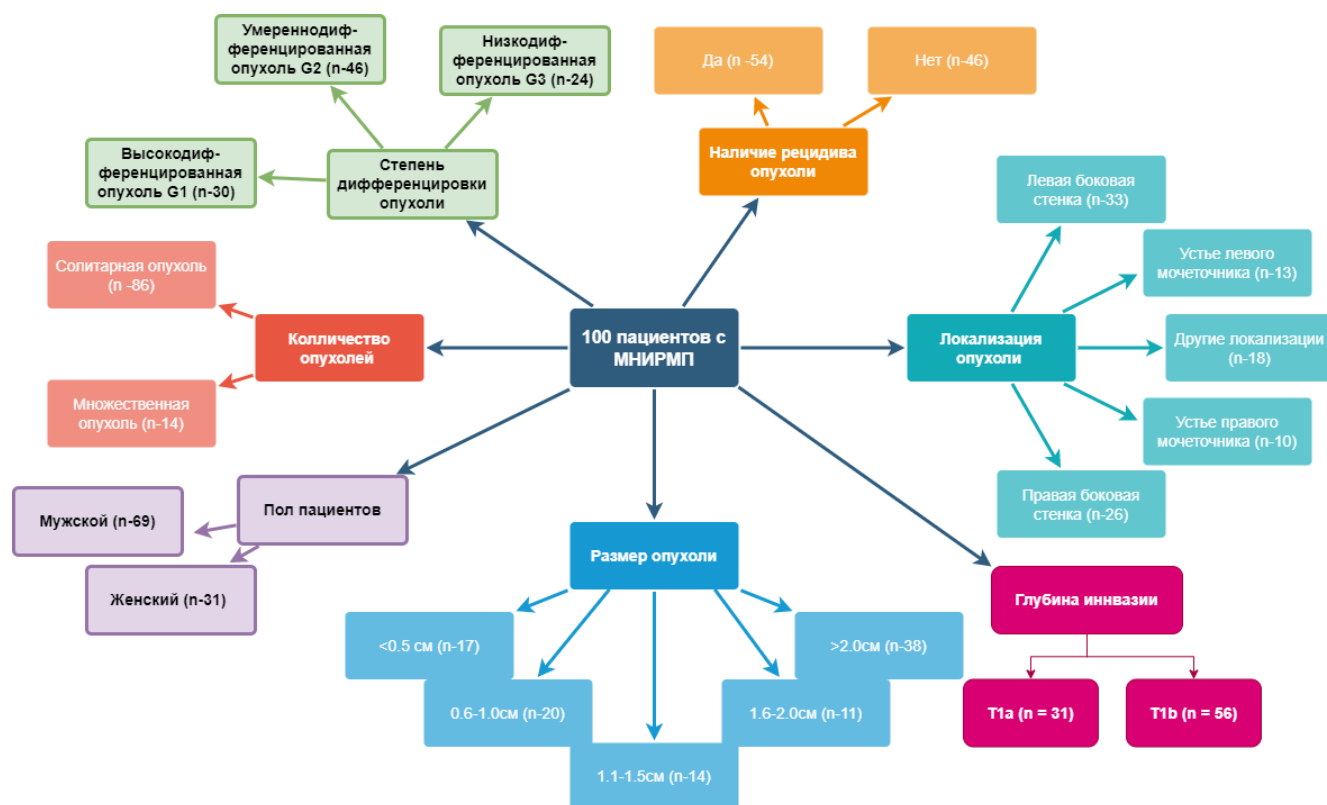 Умереннодиф-
ференцированная
опухоль G2 (n-46)
Низкодиф-
ференцированная
опухоль G3 (n-24)
Да (n -54)
Нет (n-46)
Высокодиф-
ференцированная
опухоль G1 (n-30)
Степень
дифференцировки
опухоли
Наличие рецидива
опухоли
Левая боковая
стенка (n-33)
Солитарная опухоль
(n -86)
Устье левого
мочеточника (n-13)
Колличество
опухолей
100 пациентов с
МНИРМП
Локализация
опухоли
Другие локализации
(n-18)
Множественная
опухоль (n-14)
Устье правого
мочеточника (n-10)
Правая боковая
стенка (n-26)
Пол пациентов
Мужской (n-69)
Женский (n-31)
Размер опухоли
Глубина иннвазии
<0.5 см (n-17)
>2.0см (n-38)
0.6-1.0см (n-20)
1.6-2.0см (n-11)
1.1-1.5см (n-14)
T1a (n = 31)
T1b (n = 56)